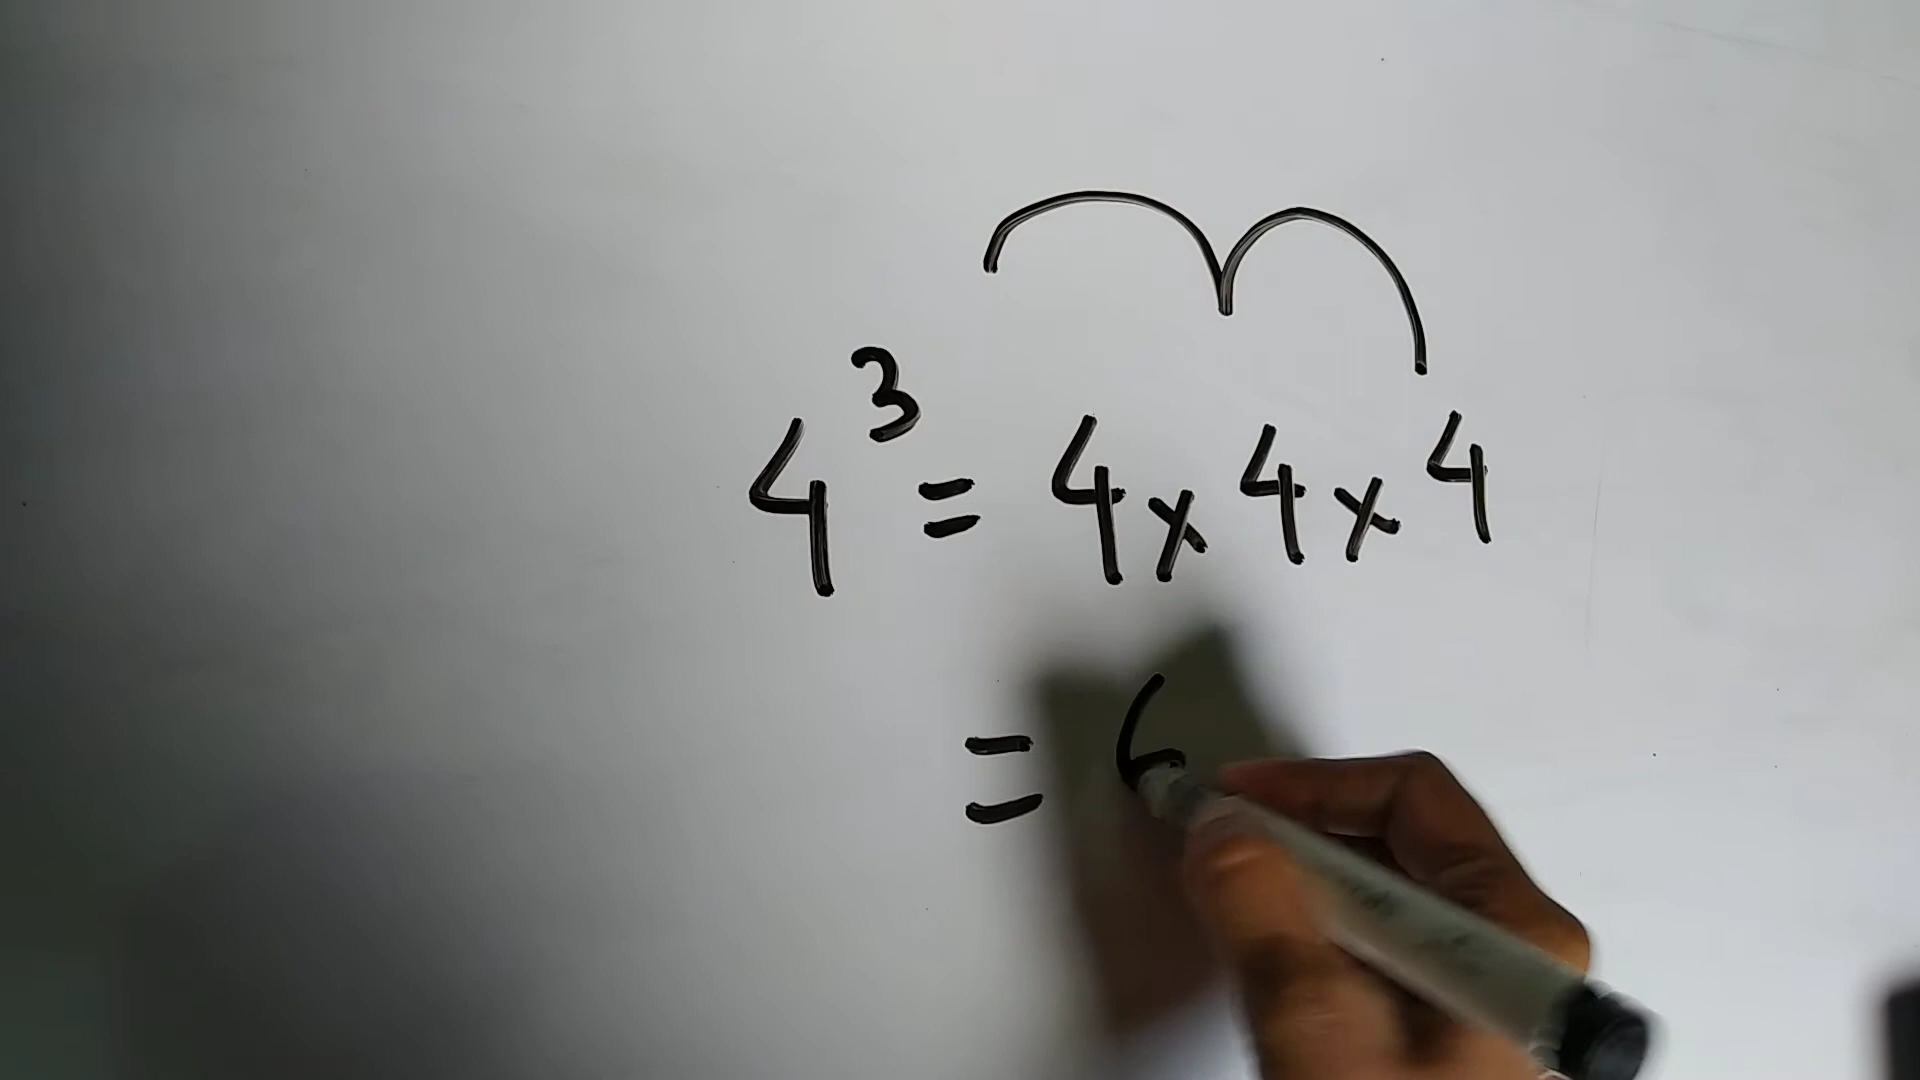 4³ = 4 x 4 x 4
= 6